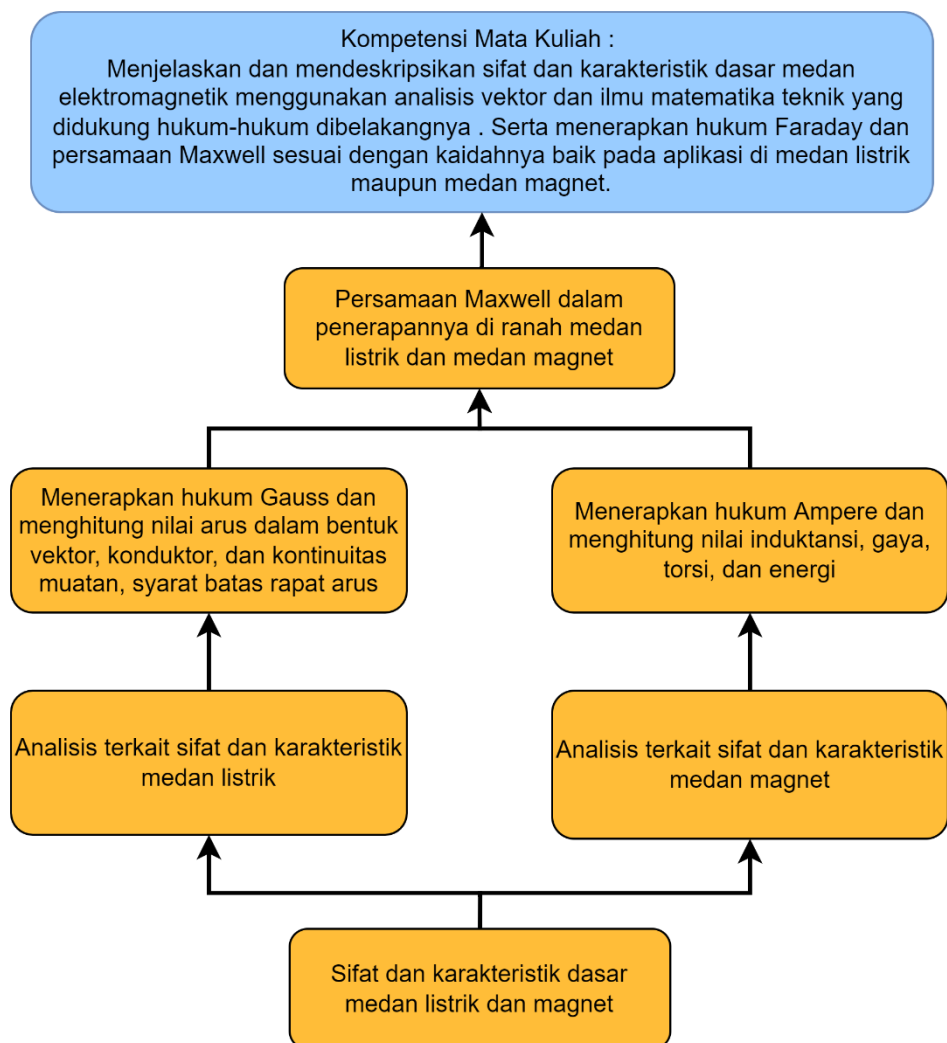 Kompetensi Mata Kuliah :
Menjelaskan dan mendeskripsikan sifat dan karakteristik dasar medan
elektromagnetik menggunakan analisis vektor dan ilmu matematika teknik yang
didukung hukum-hukum dibelakangnya . Serta menerapkan hukum Faraday dan
persamaan Maxwell sesuai dengan kaidahnya baik pada aplikasi di medan listrik
maupun medan magnet.
Persamaan Maxwell dalam
penerapannya di ranah medan
listrik dan medan magnet
Menerapkan hukum Gauss dan
menghitung nilai arus dalam bentuk
vektor, konduktor, dan kontinuitas
muatan, syarat batas rapat arus
Menerapkan hukum Ampere dan
menghitung nilai induktansi, gaya,
torsi, dan energi
Analisis terkait sifat dan karakteristik
medan listrik
Analisis terkait sifat dan karakteristik
medan magnet
Sifat dan karakteristik dasar
medan listrik dan magnet